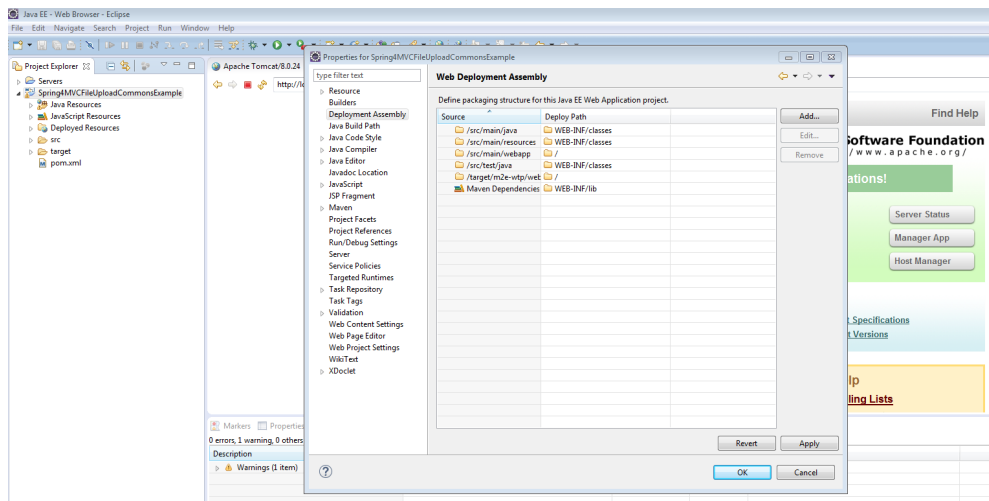 Java EE - Web Browser - Eclipse
File Edit Navigate Search Project Run Window Help
Project Explorer
Servers
Spring4MVCFileUploadCommonsExample
Java Resources
JavaScript Resources
Deployed Resources
src
target
pom.xml
Apache Tomcat/8.0.24
http://lo
Properties for Spring4MVCFileUploadCommonsExample
type filter text
Resource
Builders
Deployment Assembly
Java Build Path
Java Code Style
Java Compiler
Java Editor
Javadoc Location
JavaScript
JSP Fragment
Maven
Project Facets
Project References
Run/Debug Settings
Server
Service Policies
Targeted Runtimes
Task Repository
Task Tags
Validation
Web Content Settings
Web Page Editor
Web Project Settings
WikiText
XDoclet
Web Deployment Assembly
Define packaging structure for this Java EE Web Application project.
Source Deploy Path
/src/main/java WEB-INF/classes
/src/main/resources WEB-INF/classes
/src/main/webapp /
/src/test/java WEB-INF/classes
/target/m2e-wtp/web /
Maven Dependencies WEB-INF/lib
Add...
Edit...
Remove
Revert Apply
OK Cancel
Find Help
Software Foundation
/www.apache.org/
ations!
Server Status
Manager App
Host Manager
t Specifications
t Versions
lp
ling Lists
Markers Properties
0 errors, 1 warning, 0 others
Description
Warnings (1 item)